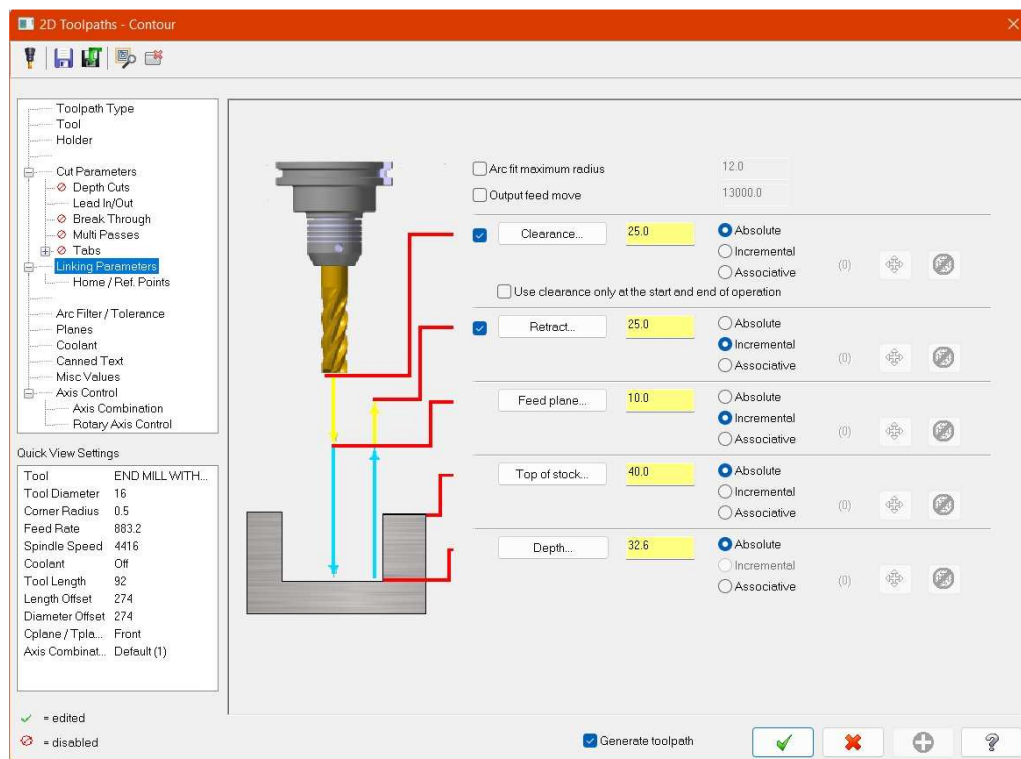 2D Toolpaths - Contour
Toolpath Type
Tool
Holder
Cut Parameters
Depth Cuts
Lead In/Out
Break Through
Multi Passes
Tabs
Linking Parameters
Home / Ref. Points
Arc Filter / Tolerance
Planes
Coolant
Canned Text
Misc Values
Axis Control
Axis Combination
Rotary Axis Control
Quick View Settings
Tool END MILL WITH...
Tool Diameter 16
Corner Radius 0.5
Feed Rate 883.2
Spindle Speed 4416
Coolant Off
Tool Length 92
Length Offset 274
Diameter Offset 274
Cplane / Tpla... Front
Axis Combinat... Default (1)
= edited
= disabled
Arc fit maximum radius 12.0
Output feed move 13000.0
Clearance... 25.0 Absolute
Incremental
Associative (0)
Use clearance only at the start and end of operation
Retract... 25.0 Absolute
Incremental
Associative (0)
Feed plane... 10.0 Absolute
Incremental
Associative (0)
Top of stock... 40.0 Absolute
Incremental
Associative (0)
Depth... 32.6 Absolute
Incremental
Associative (0)
Generate toolpath
?